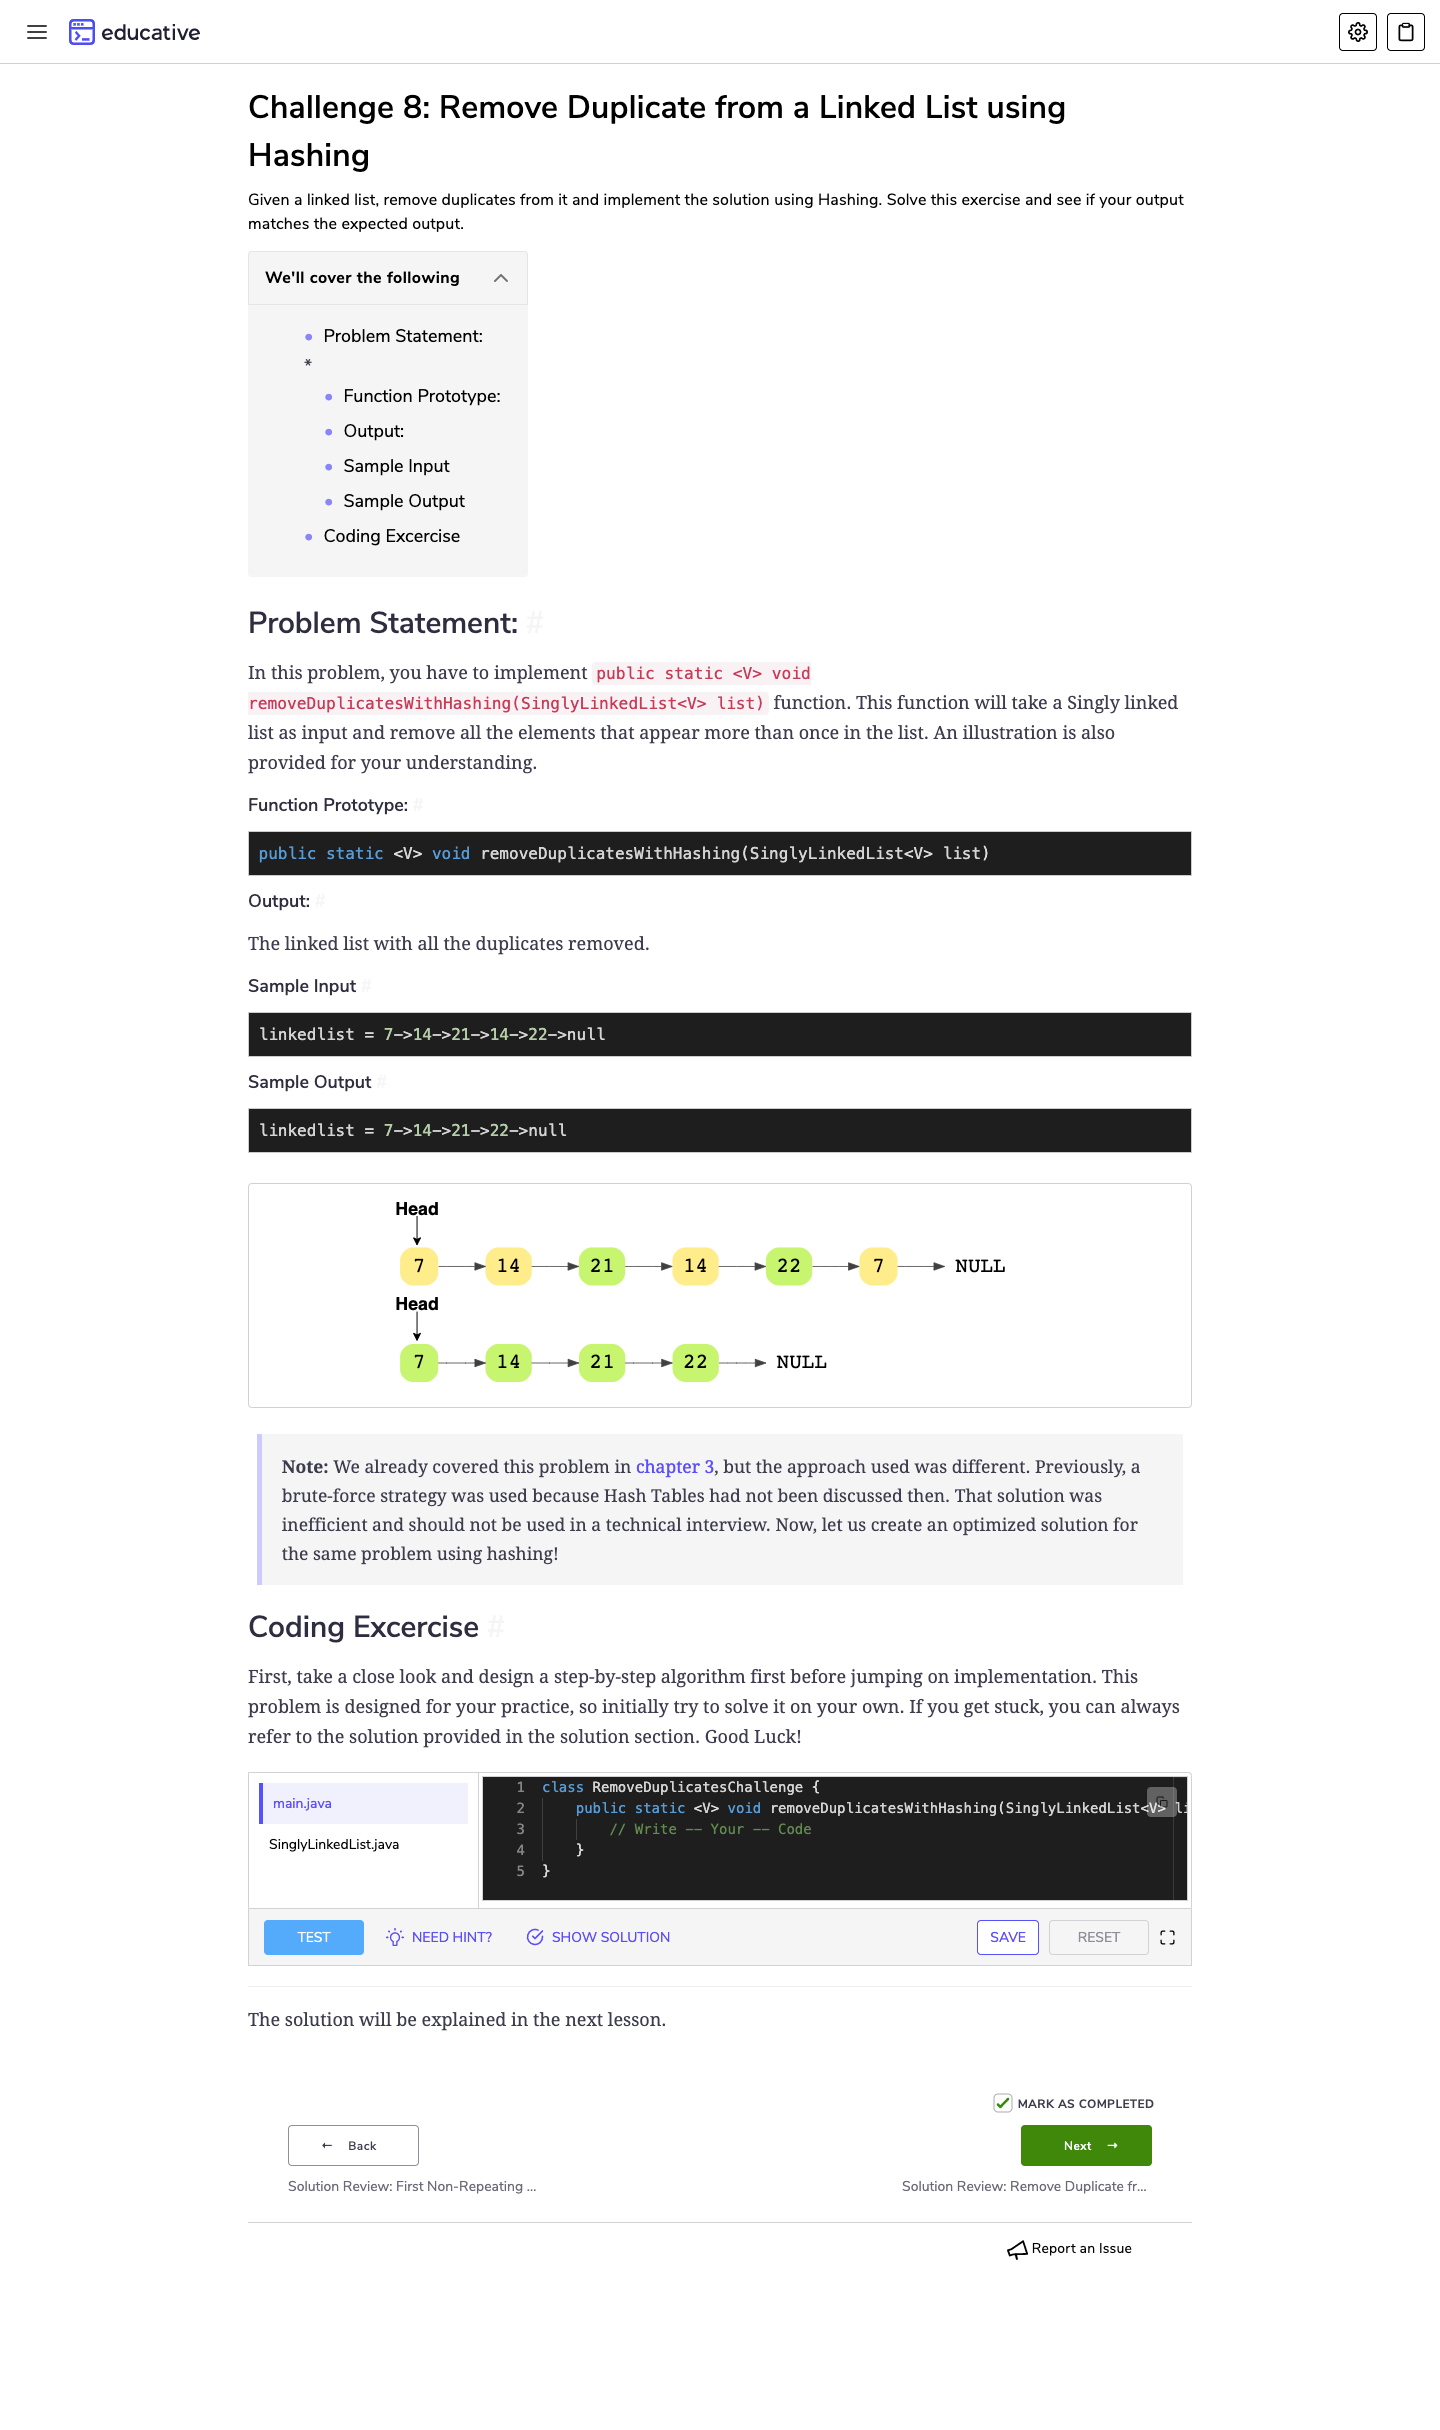 educative
Challenge 8: Remove Duplicate from a Linked List using
Hashing
Given a linked list, remove duplicates from it and implement the solution using Hashing. Solve this exercise and see if your output
matches the expected output.
We'll cover the following
Problem Statement:
*
Function Prototype:
Output:
Sample Input
Sample Output
Coding Excercise
Problem Statement: #
In this problem, you have to implement public static <V> void
removeDuplicatesWithHashing(SinglyLinkedList<V> list) function. This function will take a Singly linked
list as input and remove all the elements that appear more than once in the list. An illustration is also
provided for your understanding.
Function Prototype: #
public static <V> void removeDuplicatesWithHashing(SinglyLinkedList<V> list)
Output: #
The linked list with all the duplicates removed.
Sample Input #
linkedlist = 7->14->21->14->22->null
Sample Output #
linkedlist = 7->14->21->22->null
Head
7 14 21 14 22 7 NULL
Head
7 14 21 22 NULL
Note: We already covered this problem in chapter 3, but the approach used was different. Previously, a
brute-force strategy was used because Hash Tables had not been discussed then. That solution was
inefficient and should not be used in a technical interview. Now, let us create an optimized solution for
the same problem using hashing!
Coding Excercise #
First, take a close look and design a step-by-step algorithm first before jumping on implementation. This
problem is designed for your practice, so initially try to solve it on your own. If you get stuck, you can always
refer to the solution provided in the solution section. Good Luck!
main.java
SinglyLinkedList.java
1 class RemoveDuplicatesChallenge {
2 public static <V> void removeDuplicatesWithHashing(SinglyLinkedList<V> li
3 // Write -- Your -- Code
4 }
5 }
TEST NEED HINT? SHOW SOLUTION SAVE RESET
The solution will be explained in the next lesson.
MARK AS COMPLETED
← Back Next →
Solution Review: First Non-Repeating ... Solution Review: Remove Duplicate fr...
Report an Issue